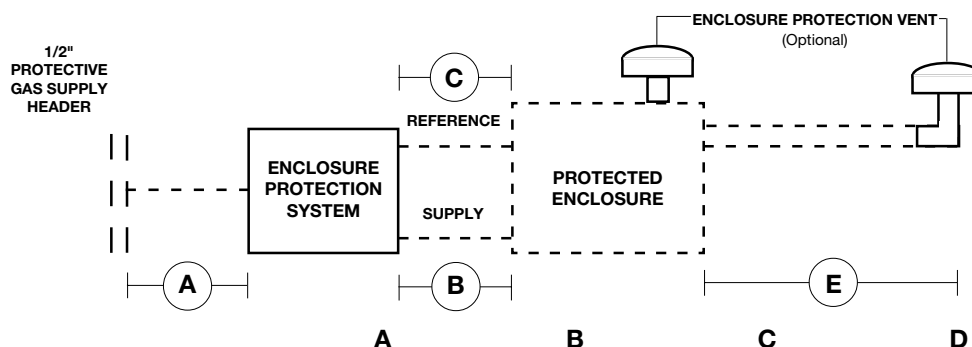 ENCLOSURE PROTECTION VENT
(Optional)
1/2"
PROTECTIVE
GAS SUPPLY
HEADER
C
REFERENCE
ENCLOSURE
PROTECTION
SYSTEM
PROTECTED
ENCLOSURE
SUPPLY
A
B
E
A B C D